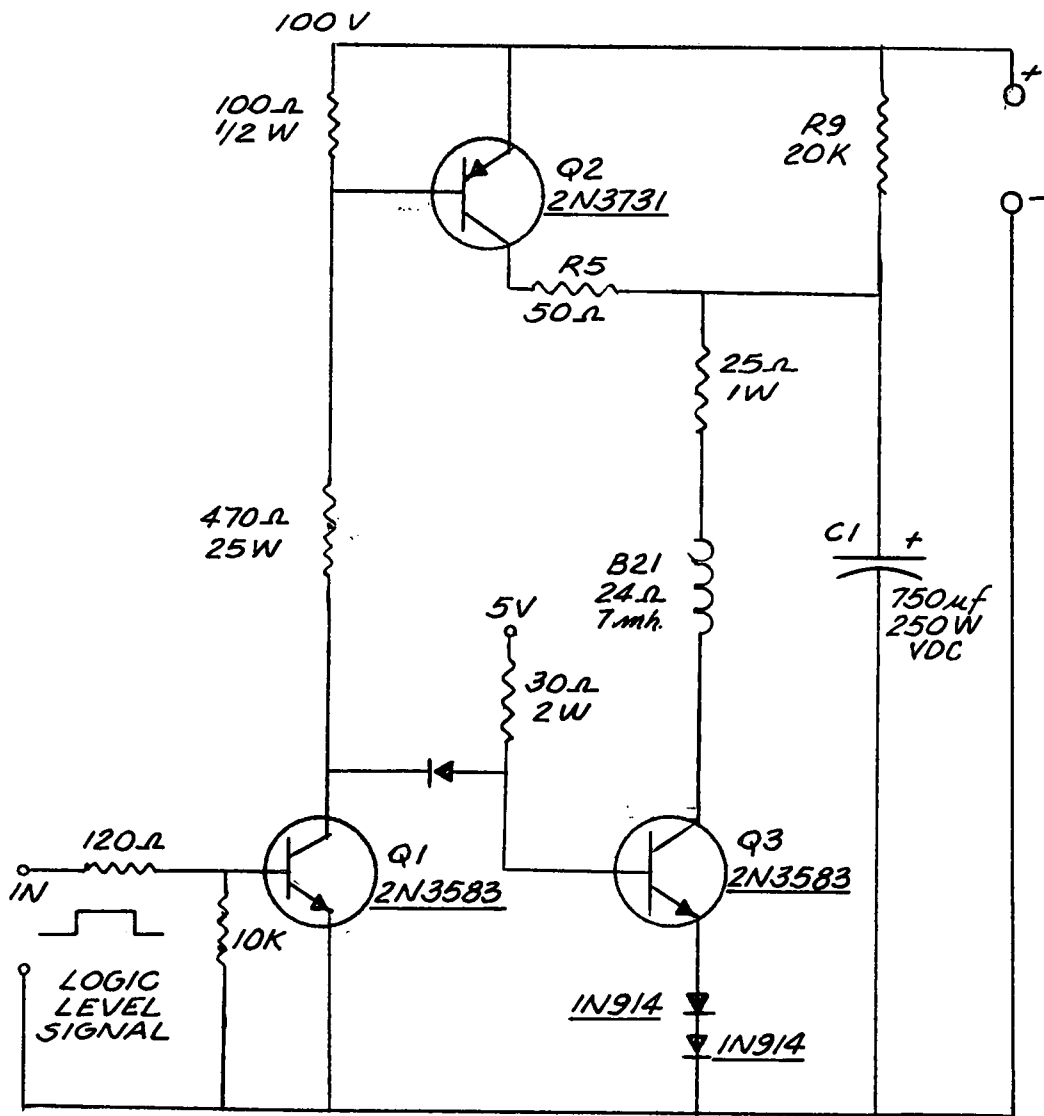 100 V
100Ω
1/2 W
Q2
2N3731
R9
20K
+
-
R5
50Ω
25Ω
1W
470Ω
25W
B21
24Ω
7mh.
C1
+
750µf
250W
VDC
5V
30Ω
2W
120Ω
IN
Q1
2N3583
Q3
2N3583
10K
LOGIC
LEVEL
SIGNAL
1N914
1N914